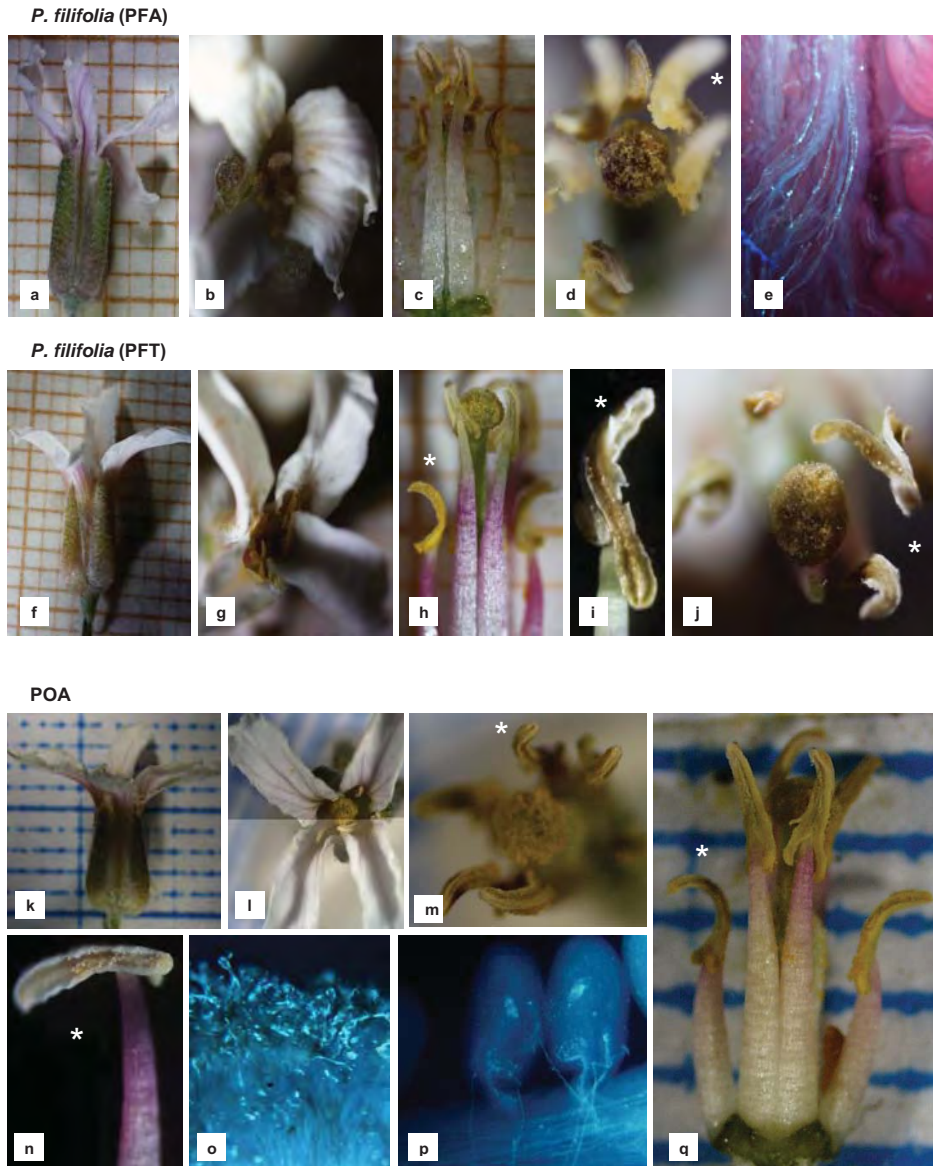 P. filifolia (PFA)
a
b
c
d
*
e
P. filifolia (PFT)
f
g
*
h
*
i
j
*
POA
k
l
*
m
*
n
o
p
*
q